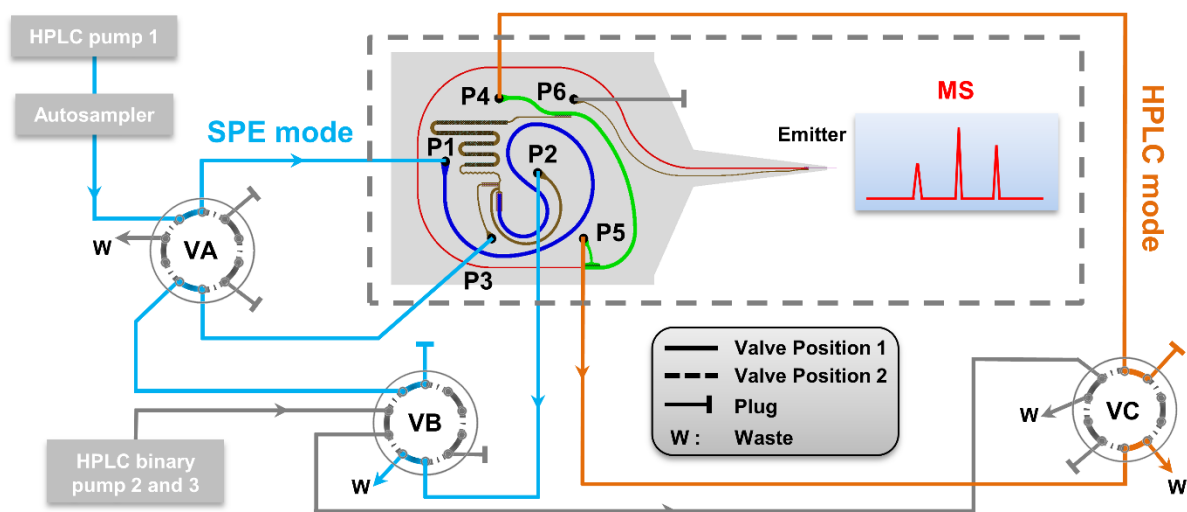 HPLC pump 1
Autosampler
SPE mode
P4
P6
P1
P2
P3
P5
Emitter
MS
HPLC mode
VA
W
VB
W
HPLC binary
pump 2 and 3
Valve Position 1
Valve Position 2
Plug
W : Waste
VC
W
W